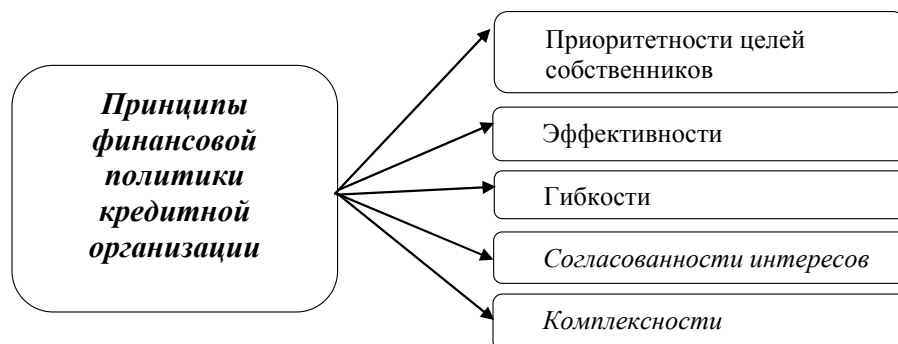 Принципы
финансовой
политики
кредитной
организации
Приоритетности целей
собственников
Эффективности
Гибкости
Согласованности интересов
Комплексности